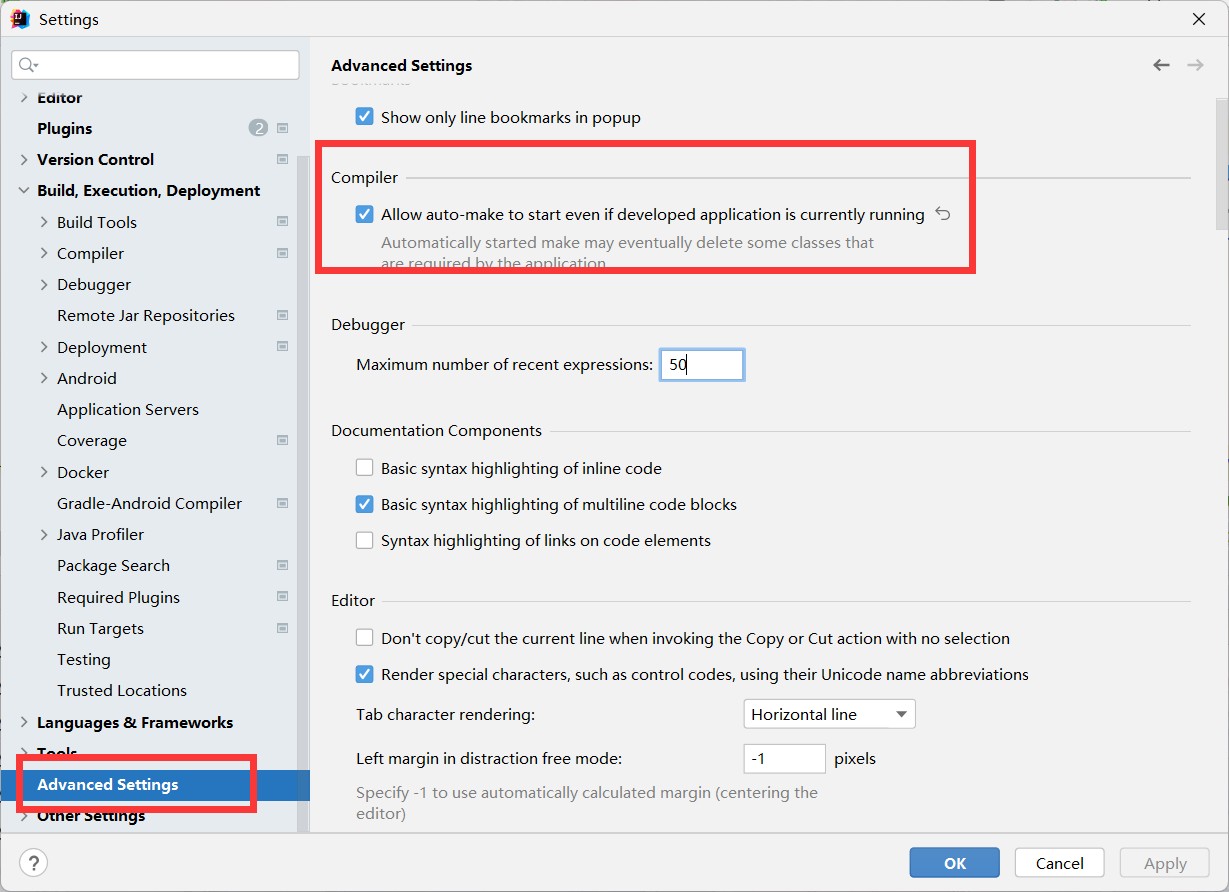 Settings
Editor
Plugins 2
Version Control
Build, Execution, Deployment
Build Tools
Compiler
Debugger
Remote Jar Repositories
Deployment
Android
Application Servers
Coverage
Docker
Gradle-Android Compiler
Java Profiler
Package Search
Required Plugins
Run Targets
Testing
Trusted Locations
Languages & Frameworks
Tools
Advanced Settings
Other Settings
?
Advanced Settings
Bookmarks
Show only line bookmarks in popup
Compiler
Allow auto-make to start even if developed application is currently running
Automatically started make may eventually delete some classes that
are required by the application
Debugger
Maximum number of recent expressions: 50
Documentation Components
Basic syntax highlighting of inline code
Basic syntax highlighting of multiline code blocks
Syntax highlighting of links on code elements
Editor
Don't copy/cut the current line when invoking the Copy or Cut action with no selection
Render special characters, such as control codes, using their Unicode name abbreviations
Tab character rendering: Horizontal line
Left margin in distraction free mode: -1 pixels
Specify -1 to use automatically calculated margin (centering the
editor)
OK Cancel Apply